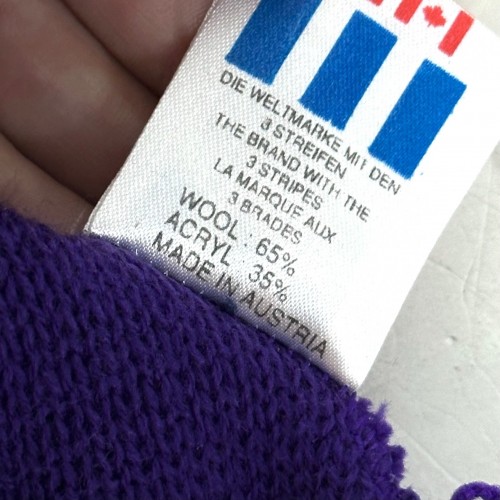 DIE WELTMARKE MIT DEN
3 STREIFEN
THE BRAND WITH THE
3 STRIPES
LA MARQUE AUX
3 BRADES
WOOL : 65%
ACRYL : 35%
MADE IN AUSTRIA